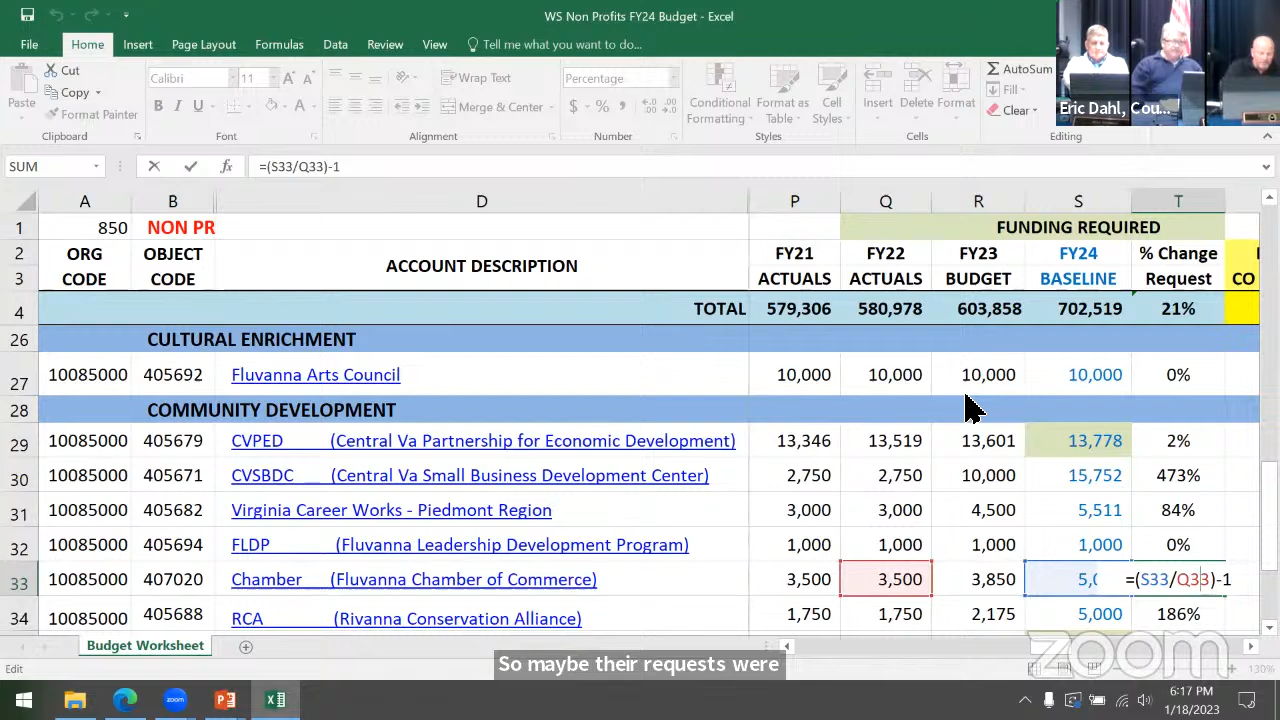 WS Non Profits FY24 Budget - Excel
File Home Insert Page Layout Formulas Data Review View Tell me what you want to do...
Cut Calibri 11 Wrap Text Percentage AutoSum
Copy Fill
Paste Format Painter Merge & Center Conditional Formatting Format as Table Cell Styles Insert Delete Format Clear
Clipboard Font Alignment Number Styles Cells Editing
Eric Dahl, Cou...
SUM =(S33/Q33)-1
A B D P Q R S T
1 850 NON PR FUNDING REQUIRED
2 ORG OBJECT ACCOUNT DESCRIPTION FY21 FY22 FY23 FY24 % Change
3 CODE CODE ACTUALS ACTUALS BUDGET BASELINE Request CO
4 TOTAL 579,306 580,978 603,858 702,519 21%
26 CULTURAL ENRICHMENT
27 10085000 405692 Fluvanna Arts Council 10,000 10,000 10,000 10,000 0%
28 COMMUNITY DEVELOPMENT
29 10085000 405679 CVPED (Central Va Partnership for Economic Development) 13,346 13,519 13,601 13,778 2%
30 10085000 405671 CVSBDC (Central Va Small Business Development Center) 2,750 2,750 10,000 15,752 473%
31 10085000 405682 Virginia Career Works - Piedmont Region 3,000 3,000 4,500 5,511 84%
32 10085000 405694 FLDP (Fluvanna Leadership Development Program) 1,000 1,000 1,000 1,000 0%
33 10085000 407020 Chamber (Fluvanna Chamber of Commerce) 3,500 3,500 3,850 5,0 =(S33/Q33)-1
34 10085000 405688 RCA (Rivanna Conservation Alliance) 1,750 1,750 2,175 5,000 186%
Budget Worksheet
Edit 130%
So maybe their requests were
zoom
zoom
6:17 PM
1/18/2023